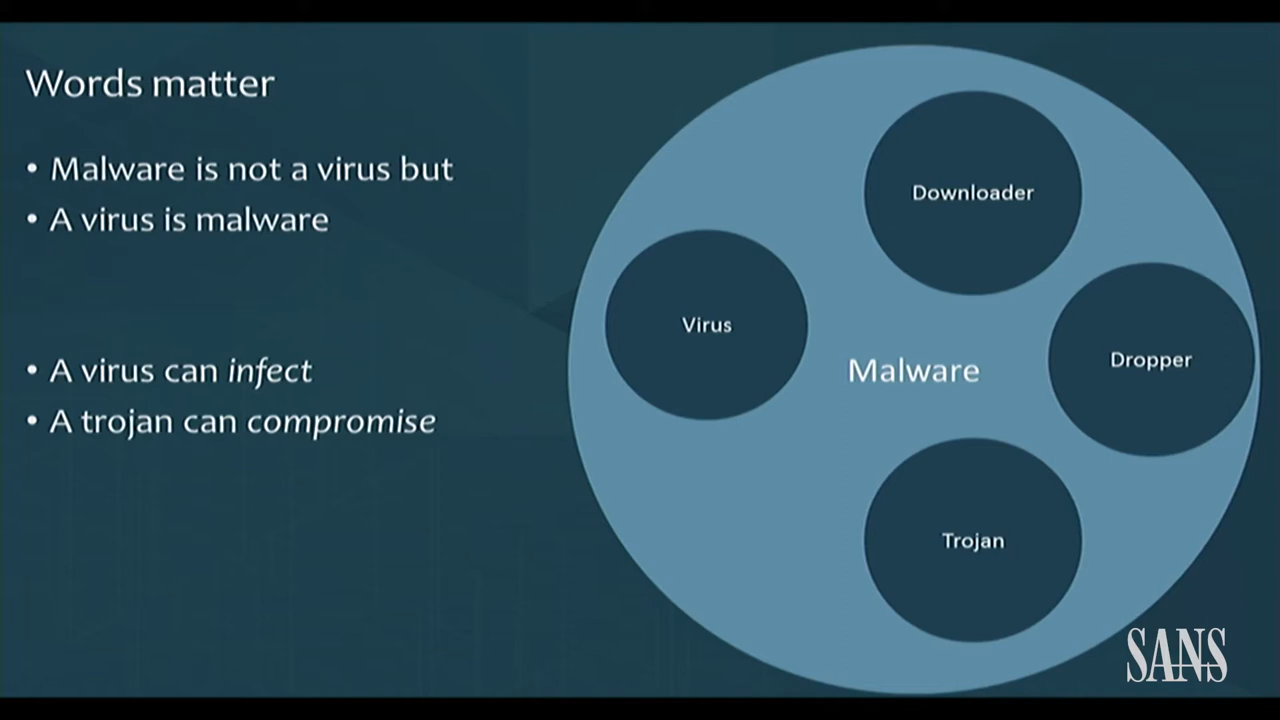 Words matter
• Malware is not a virus but
• A virus is malware
• A virus can infect
• A trojan can compromise
Downloader
Virus
Dropper
Malware
Trojan
SANS